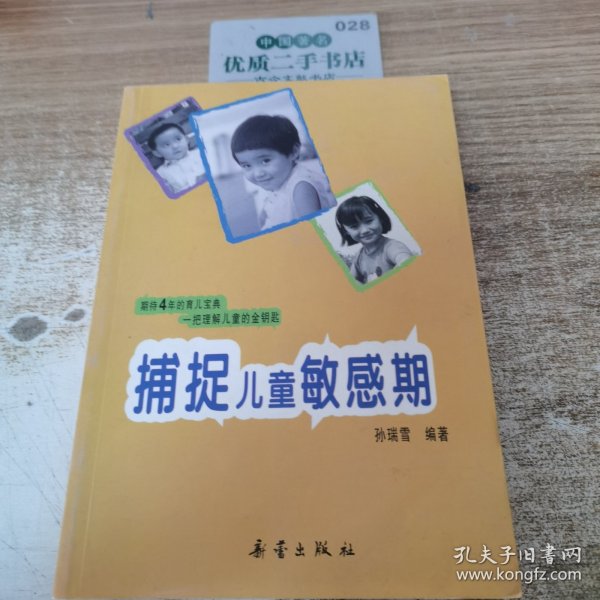 028
中国著名
优质二手书店
期待4年的育儿宝典
一把理解儿童的金钥匙
捕捉儿童敏感期
孙瑞雪 编著
新蕾出版社
孔夫子旧书网
www.kongfz.com